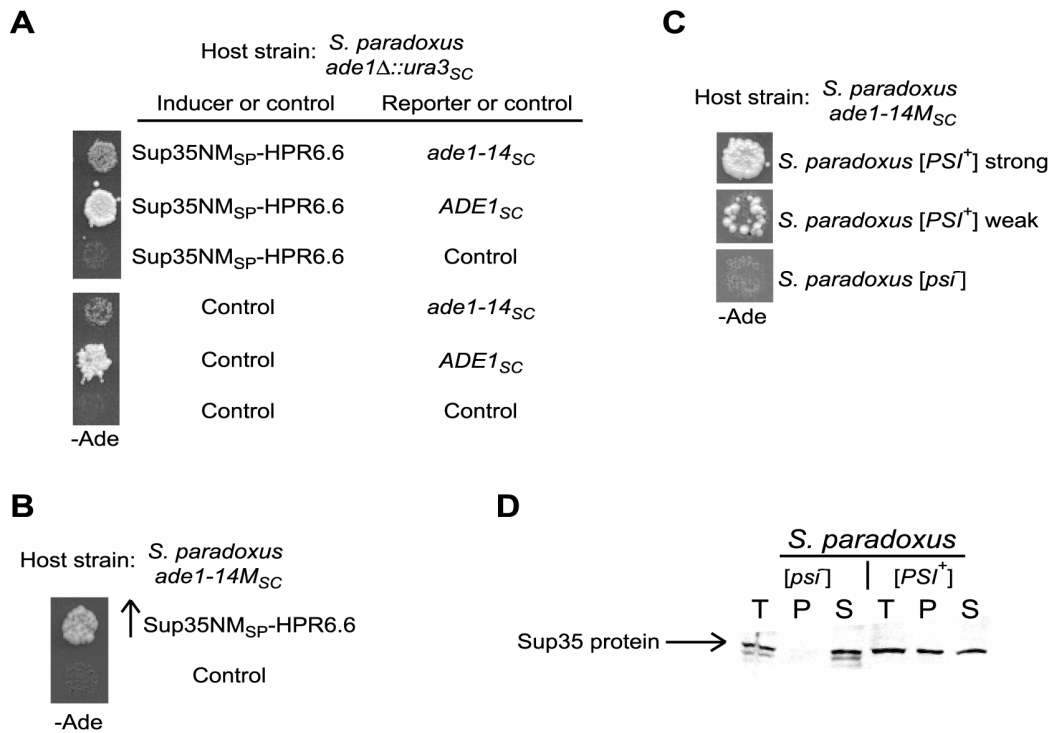 A
Host strain: S. paradoxus
ade1Δ::ura3SC
Inducer or control Reporter or control
Sup35NMSP-HPR6.6 ade1-14SC
Sup35NMSP-HPR6.6 ADE1SC
Sup35NMSP-HPR6.6 Control
Control ade1-14SC
Control ADE1SC
Control Control
-Ade
B
Host strain: S. paradoxus
ade1-14MSC
↑ Sup35NMSP-HPR6.6
Control
-Ade
C
Host strain: S. paradoxus
ade1-14MSC
S. paradoxus [PSI+] strong
S. paradoxus [PSI+] weak
S. paradoxus [psi-]
-Ade
D
S. paradoxus
[psi-] | [PSI+]
T P S T P S
Sup35 protein